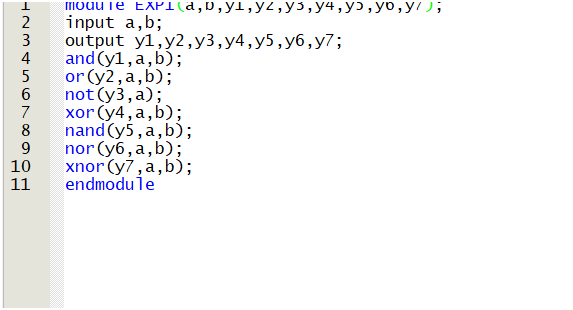 1 module EXP1(a,b,y1,y2,y3,y4,y5,y6,y7);
2 input a,b;
3 output y1,y2,y3,y4,y5,y6,y7;
4 and(y1,a,b);
5 or(y2,a,b);
6 not(y3,a);
7 xor(y4,a,b);
8 nand(y5,a,b);
9 nor(y6,a,b);
10 xnor(y7,a,b);
11 endmodule